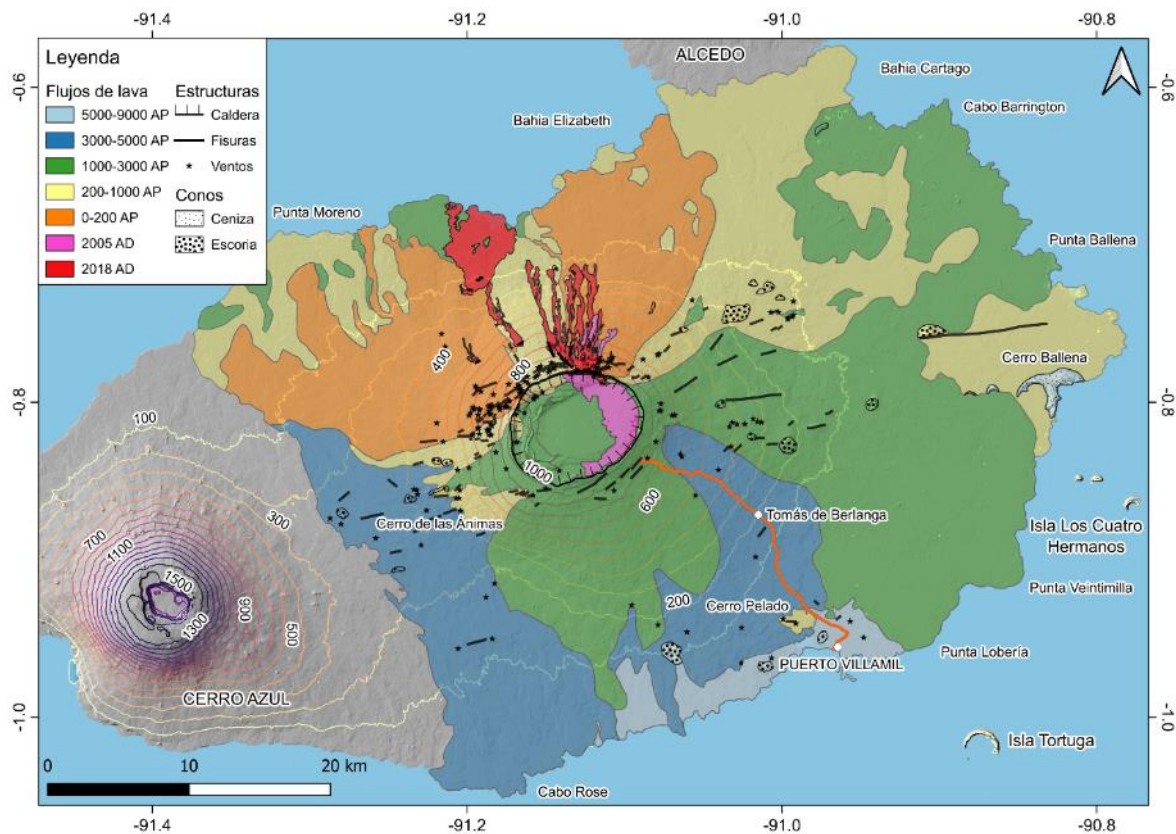 -91.4
-91.2
-91.0
-90.8
Leyenda
Flujos de lava
5000-9000 AP
3000-5000 AP
1000-3000 AP
200-1000 AP
0-200 AP
2005 AD
2018 AD
Estructuras
Caldera
Fisuras
Ventos
Conos
Ceniza
Escoria
ALCEDO
Bahia Cartago
-0.6
-0.6
Cabo Barrington
Bahia Elizabeth
Punta Moreno
Punta Ballena
400
800
Cerro Ballena
-0.8
-0.8
100
1000
600
300
Cerro de las Ánimas
Tomás de Berlanga
Isla Los Cuatro
Hermanos
700
1100
1500
1300
900
500
200
Cerro Pelado
Punta Veintimilla
Punta Lobería
PUERTO VILLAMIL
CERRO AZUL
-1.0
-1.0
Isla Tortuga
0
10
20 km
Cabo Rose
-91.4
-91.2
-91.0
-90.8